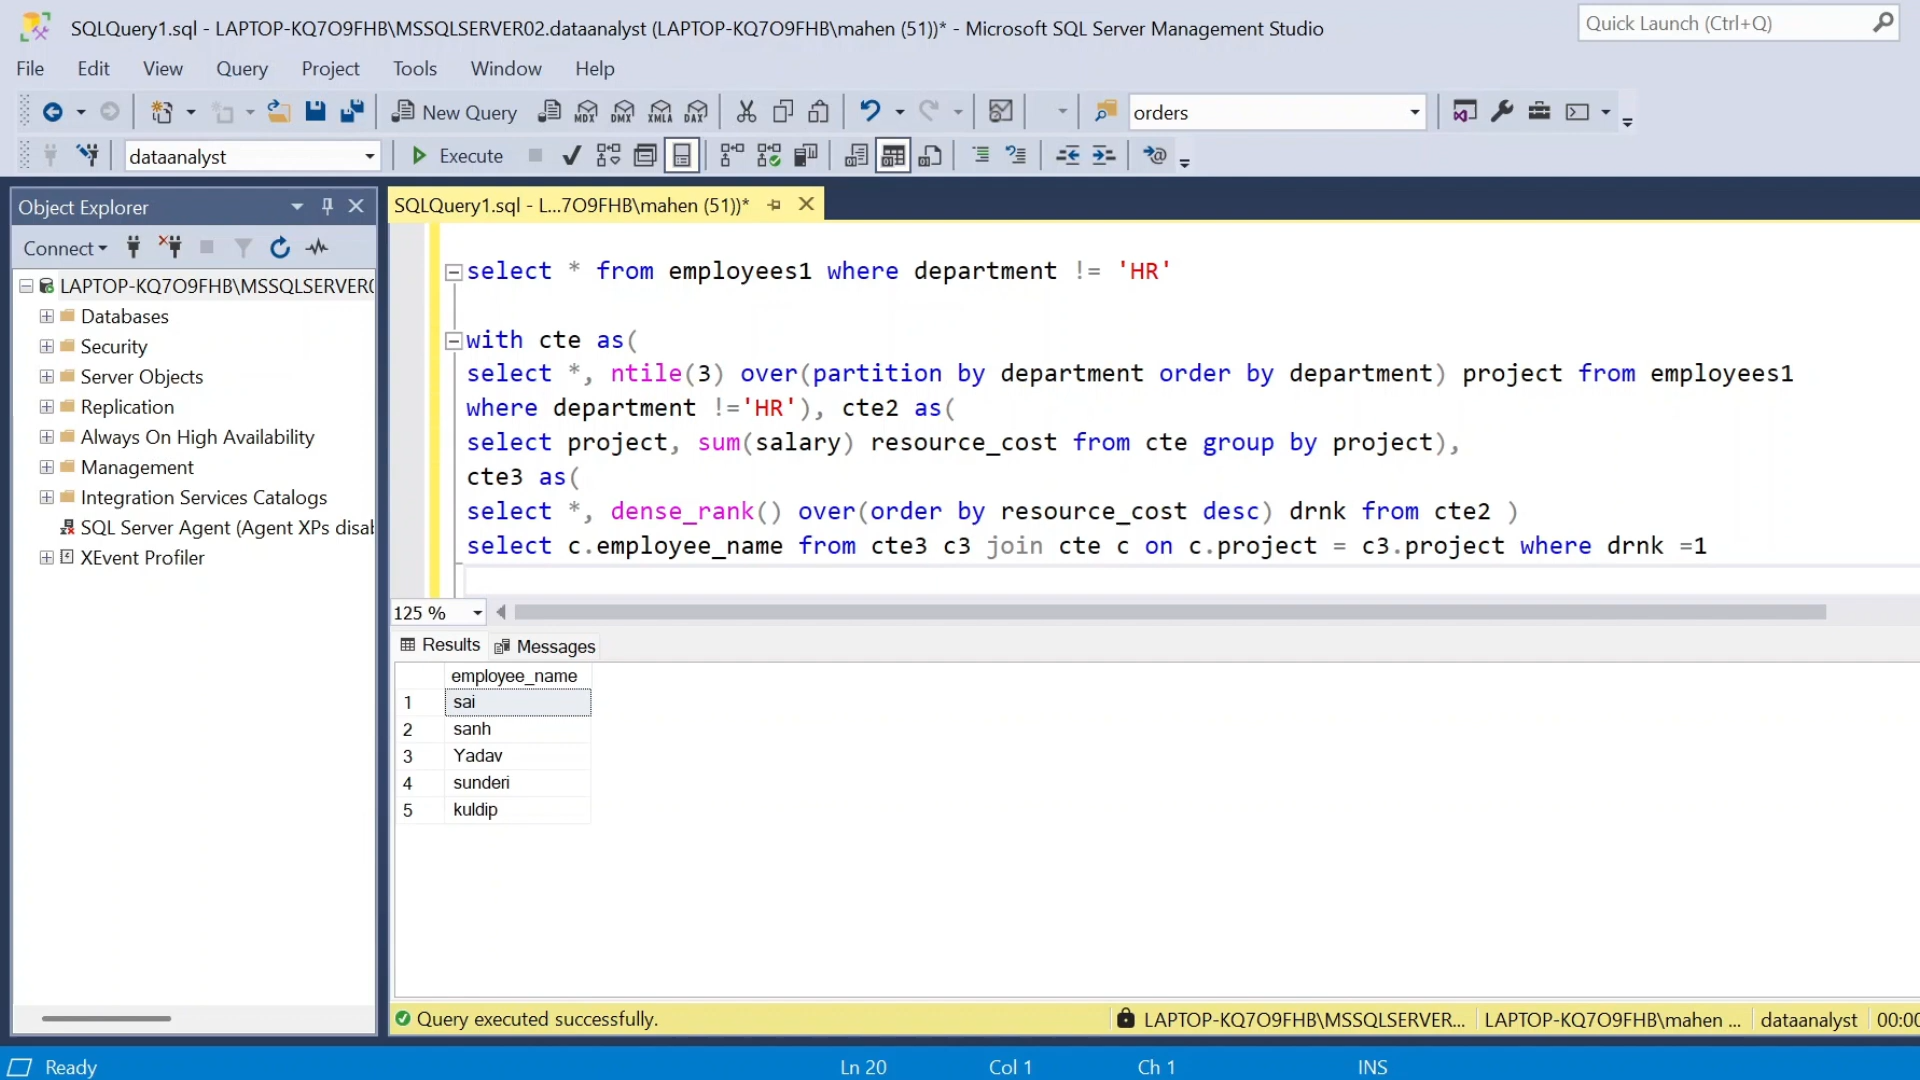 SQLQuery1.sql - LAPTOP-KQ7O9FHB\MSSQLSERVER02.dataanalyst (LAPTOP-KQ7O9FHB\mahen (51))* - Microsoft SQL Server Management Studio
Quick Launch (Ctrl+Q)
File Edit View Query Project Tools Window Help
New Query MDX DMX XMLA DAX orders
dataanalyst Execute
Object Explorer
SQLQuery1.sql - L...7O9FHB\mahen (51))*
Connect
LAPTOP-KQ7O9FHB\MSSQLSERVER0
Databases
Security
Server Objects
Replication
Always On High Availability
Management
Integration Services Catalogs
SQL Server Agent (Agent XPs disab
XEvent Profiler
select * from employees1 where department != 'HR'
with cte as(
select *, ntile(3) over(partition by department order by department) project from employees1
where department !='HR'), cte2 as(
select project, sum(salary) resource_cost from cte group by project),
cte3 as(
select *, dense_rank() over(order by resource_cost desc) drnk from cte2 )
select c.employee_name from cte3 c3 join cte c on c.project = c3.project where drnk =1
125 %
Results Messages
employee_name
1 sai
2 sanh
3 Yadav
4 sunderi
5 kuldip
Query executed successfully. LAPTOP-KQ7O9FHB\MSSQLSERVER... LAPTOP-KQ7O9FHB\mahen ... dataanalyst 00:00
Ready Ln 20 Col 1 Ch 1 INS